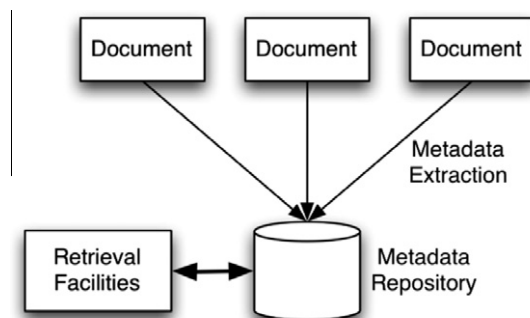 Document
Document
Document
Metadata
Extraction
Retrieval
Facilities
Metadata
Repository